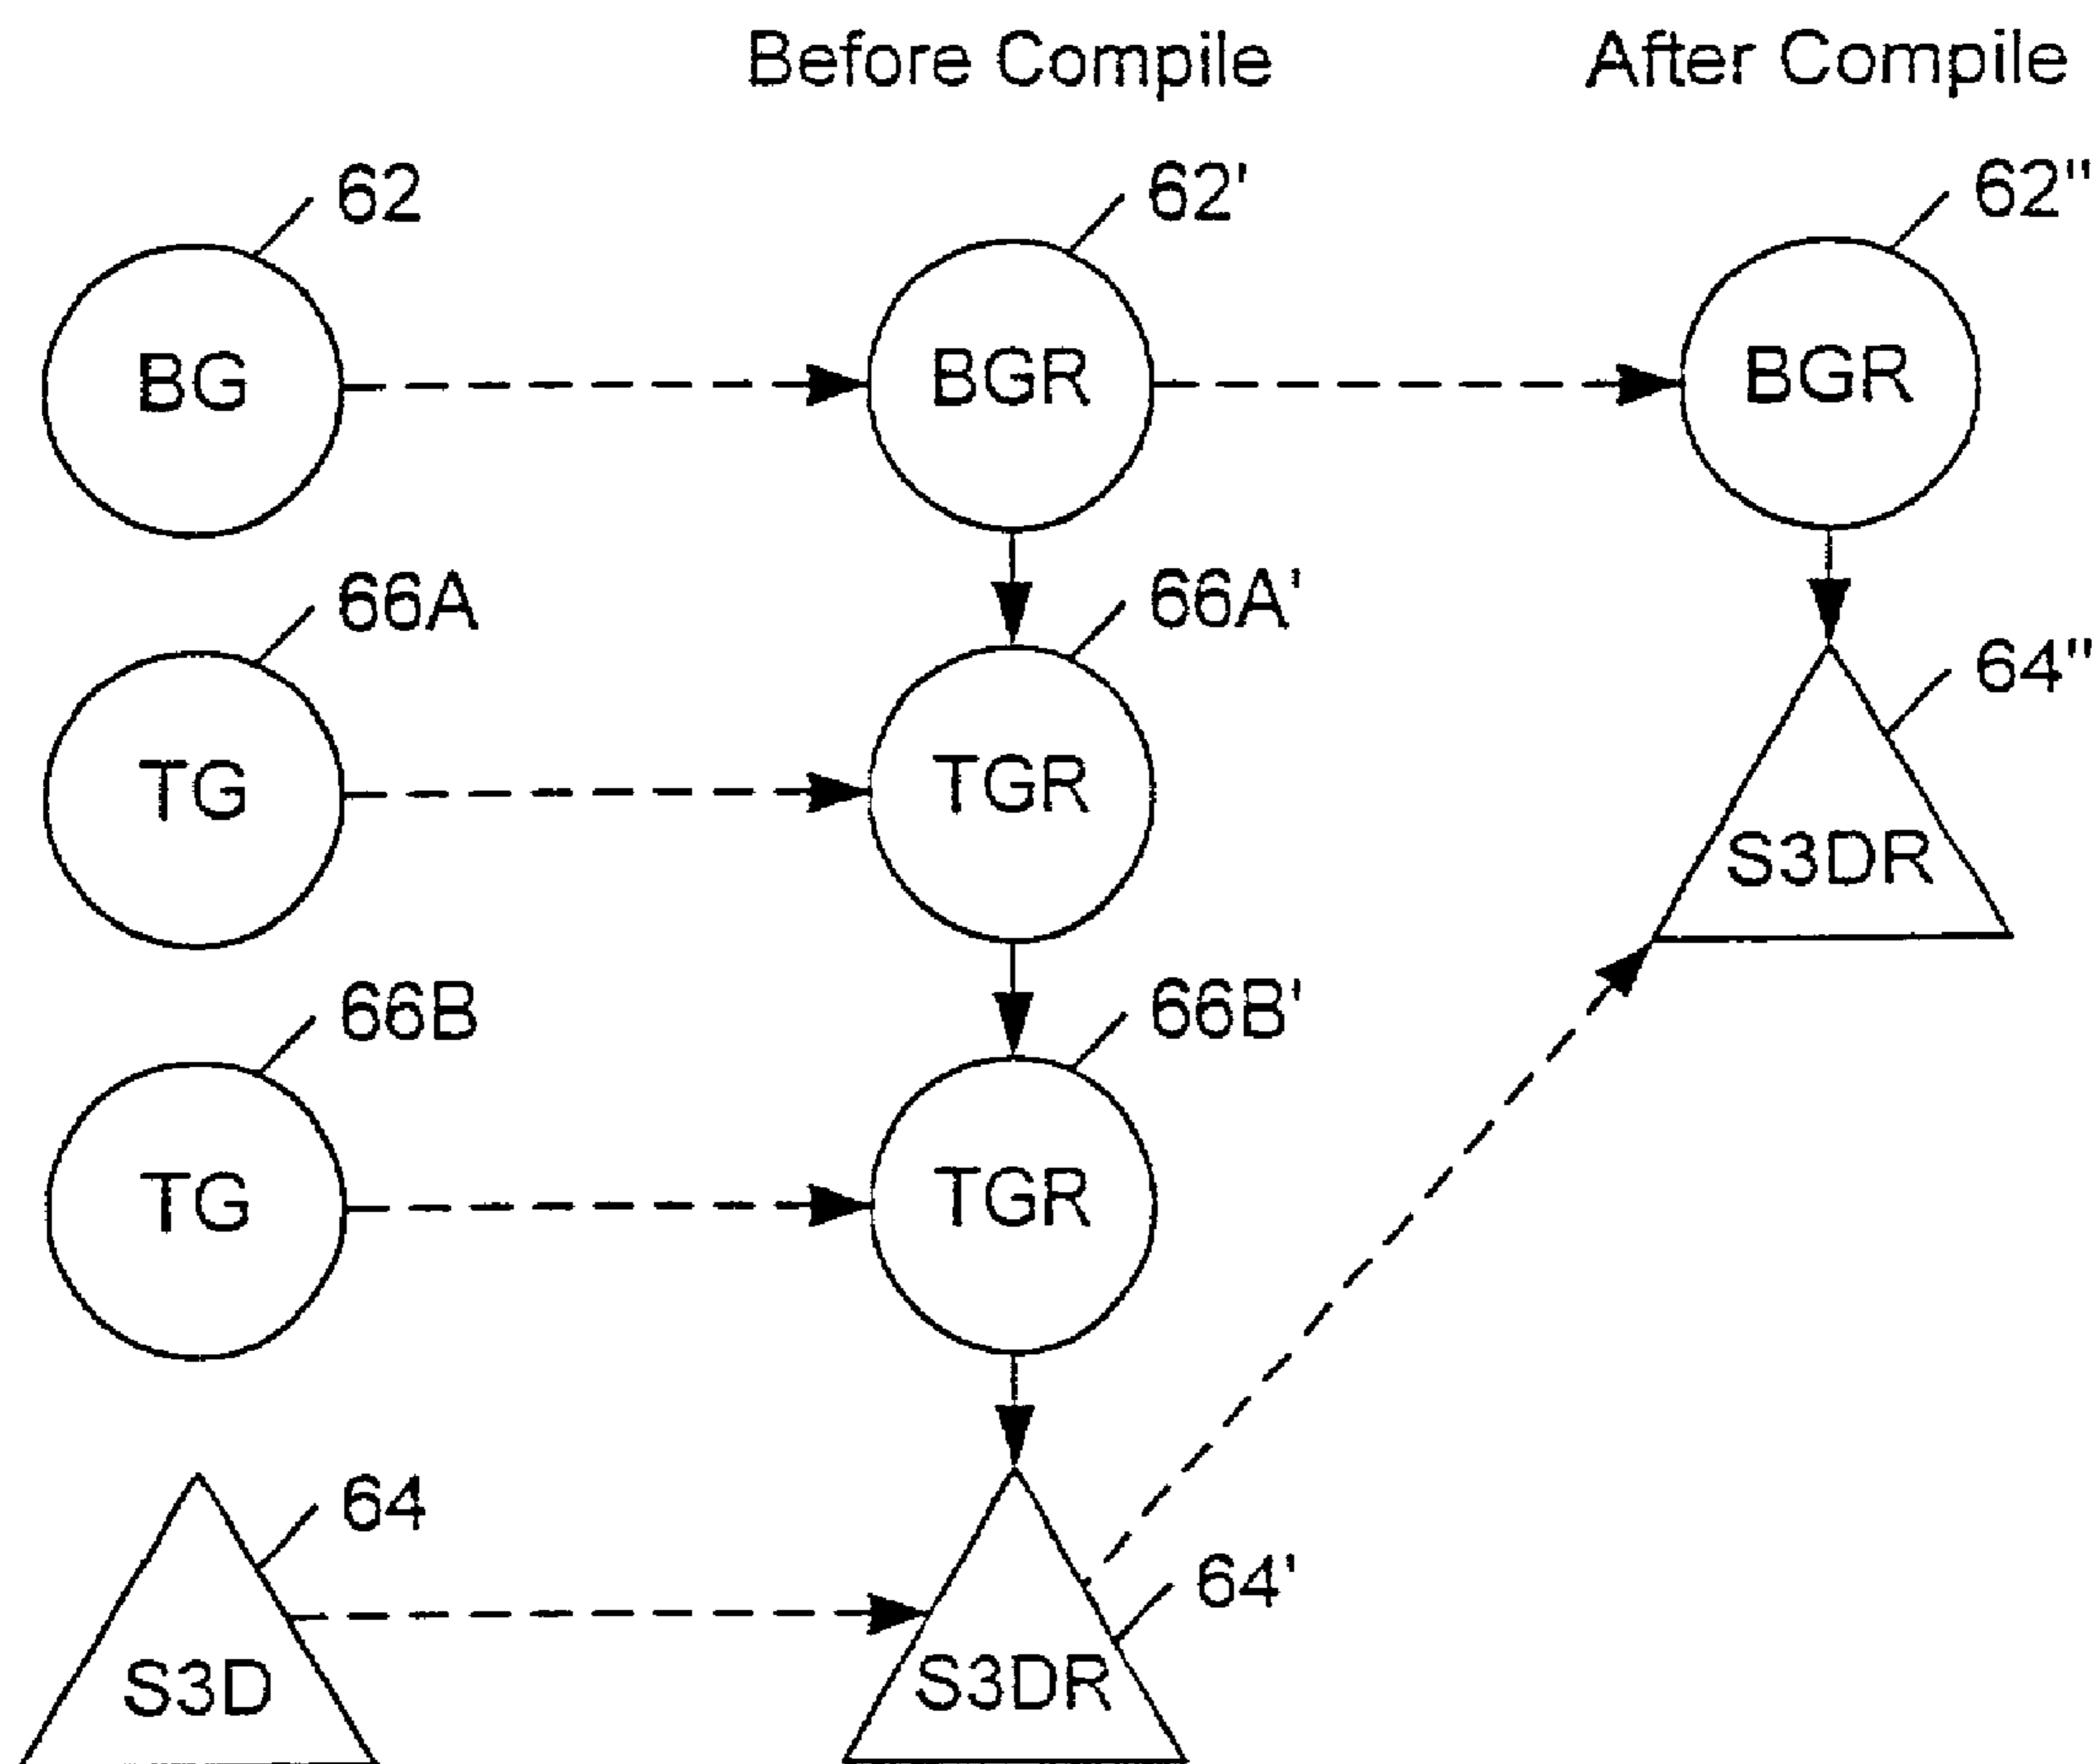 Before Compile After Compile
62 62' 62"
BG BGR BGR
66A 66A' 64"
TG TGR S3DR
66B 66B'
TG TGR
64 64'
S3D S3DR